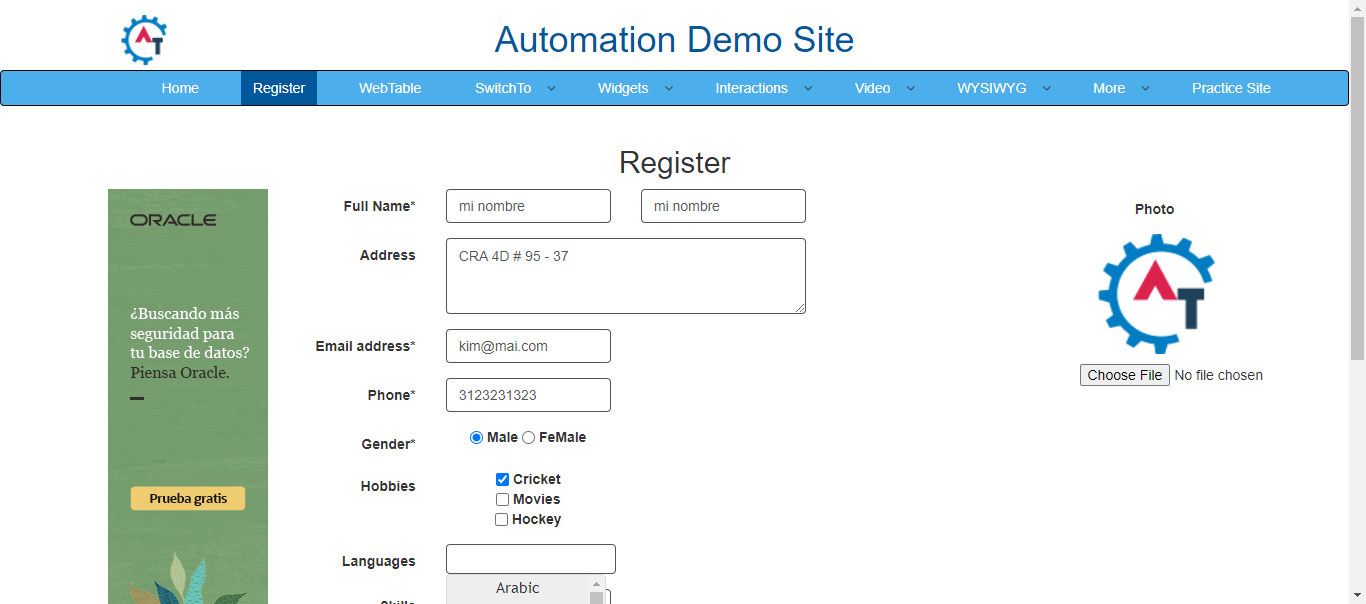 AT
Automation Demo Site
Home Register WebTable SwitchTo Widgets Interactions Video WYSIWYG More Practice Site
Register
ORACLE
¿Buscando más
seguridad para
tu base de datos?
Piensa Oracle.
Prueba gratis
Full Name* mi nombre mi nombre
Address CRA 4D # 95 - 37
Email address* kim@mai.com
Phone* 3123231323
Gender* Male FeMale
Hobbies Cricket
Movies
Hockey
Languages
Arabic
Photo
AT
Choose File No file chosen